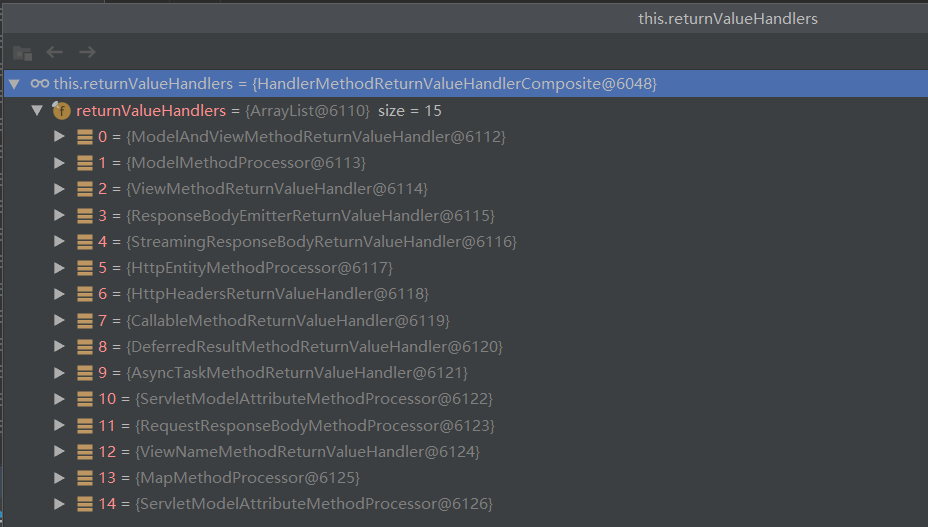 this.returnValueHandlers
this.returnValueHandlers = {HandlerMethodReturnValueHandlerComposite@6048}
f returnValueHandlers = {ArrayList@6110} size = 15
0 = {ModelAndViewMethodReturnValueHandler@6112}
1 = {ModelMethodProcessor@6113}
2 = {ViewMethodReturnValueHandler@6114}
3 = {ResponseBodyEmitterReturnValueHandler@6115}
4 = {StreamingResponseBodyReturnValueHandler@6116}
5 = {HttpEntityMethodProcessor@6117}
6 = {HttpHeadersReturnValueHandler@6118}
7 = {CallableMethodReturnValueHandler@6119}
8 = {DeferredResultMethodReturnValueHandler@6120}
9 = {AsyncTaskMethodReturnValueHandler@6121}
10 = {ServletModelAttributeMethodProcessor@6122}
11 = {RequestResponseBodyMethodProcessor@6123}
12 = {ViewNameMethodReturnValueHandler@6124}
13 = {MapMethodProcessor@6125}
14 = {ServletModelAttributeMethodProcessor@6126}